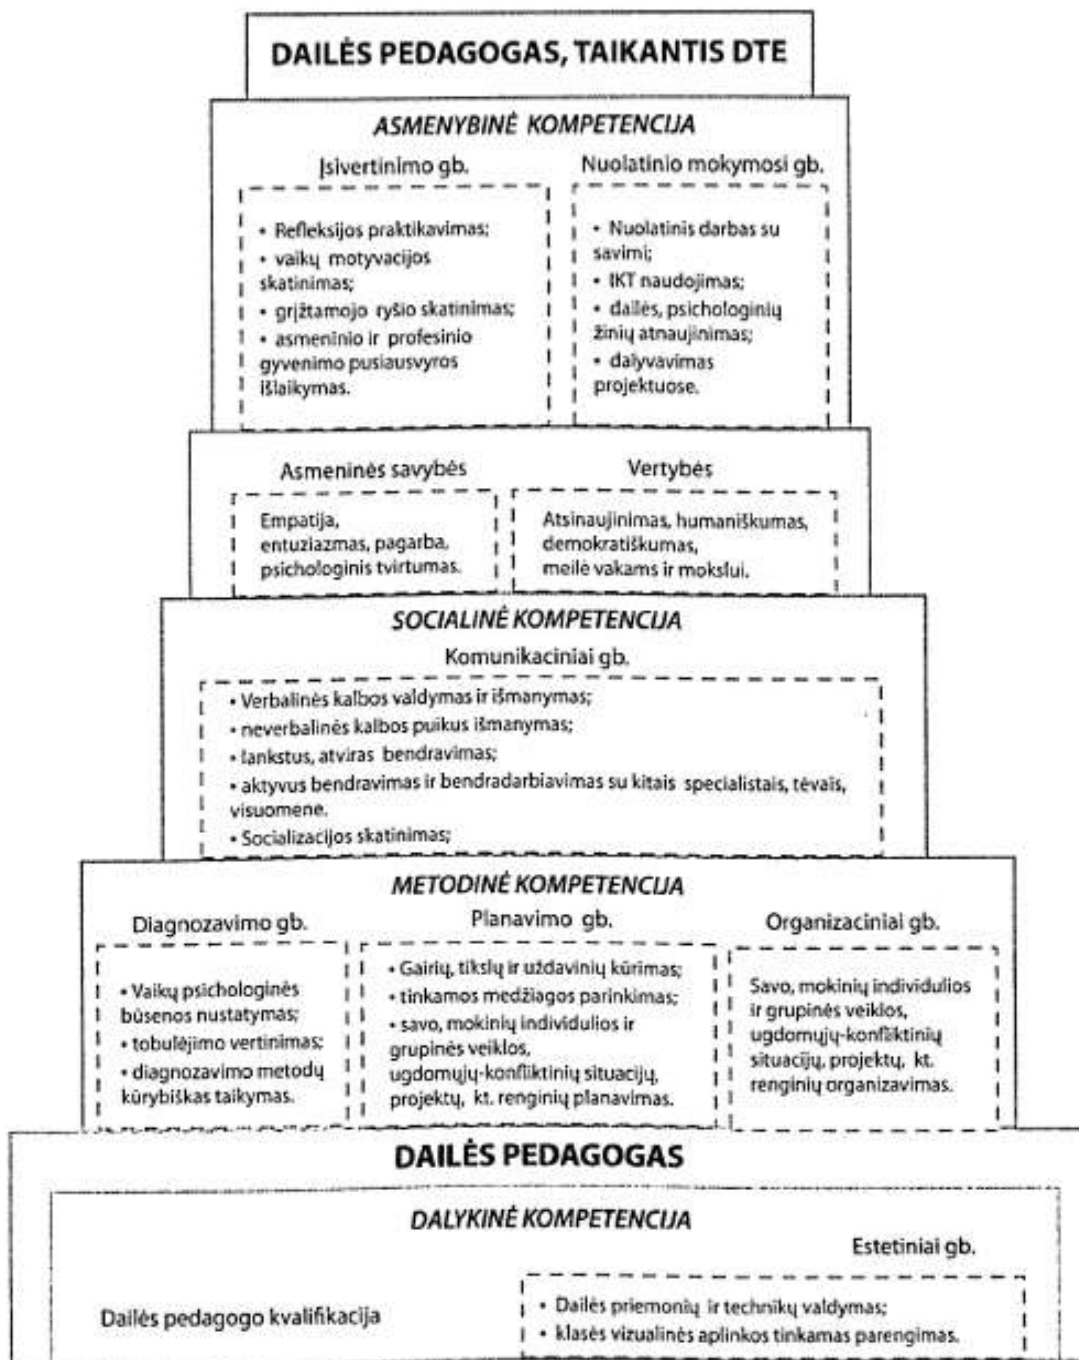 DAILĖS PEDAGOGAS, TAIKANTIS DTE
ASMENYBINĖ KOMPETENCIJA
Įsivertinimo gb.
• Refleksijos praktikavimas;
• vaikų motyvacijos
skatinimas;
• grįžtamojo ryšio skatinimas;
• asmeninio ir profesinio
gyvenimo pusiausvyros
išlaikymas.
Nuolatinio mokymosi gb.
• Nuolatinis darbas su
savimi;
• IKT naudojimas;
• dailės, psichologinių
žinių atnaujinimas;
• dalyvavimas
projektuose.
Asmeninės savybės
Empatija,
entuziazmas, pagarba,
psichologinis tvirtumas.
Vertybės
Atsinaujinimas, humaniškumas,
demokratiškumas,
meilė vakams ir mokslui.
SOCIALINĖ KOMPETENCIJA
Komunikaciniai gb.
• Verbalinės kalbos valdymas ir išmanymas;
• neverbalinės kalbos puikus išmanymas;
• lankstus, atviras bendravimas;
• aktyvus bendravimas ir bendradarbiavimas su kitais specialistais, tėvais,
visuomene.
• Socializacijos skatinimas;
METODINĖ KOMPETENCIJA
Diagnozavimo gb.
• Vaikų psichologinės
būsenos nustatymas;
• tobulėjimo vertinimas;
• diagnozavimo metodų
kūrybiškas taikymas.
Planavimo gb.
• Gairių, tikslų ir uždavinių kūrimas;
• tinkamos medžiagos parinkimas;
• savo, mokinių individulios ir
grupinės veiklos,
ugdomųjų-konfliktinių situacijų,
projektų, kt. renginių planavimas.
Organizaciniai gb.
Savo, mokinių individulios
ir grupinės veiklos,
ugdomųjų-konfliktinių
situacijų, projektų, kt.
renginių organizavimas.
DAILĖS PEDAGOGAS
DALYKINĖ KOMPETENCIJA
Dailės pedagogo kvalifikacija
Estetiniai gb.
• Dailės priemonių ir technikų valdymas;
• klasės vizualinės aplinkos tinkamas parengimas.